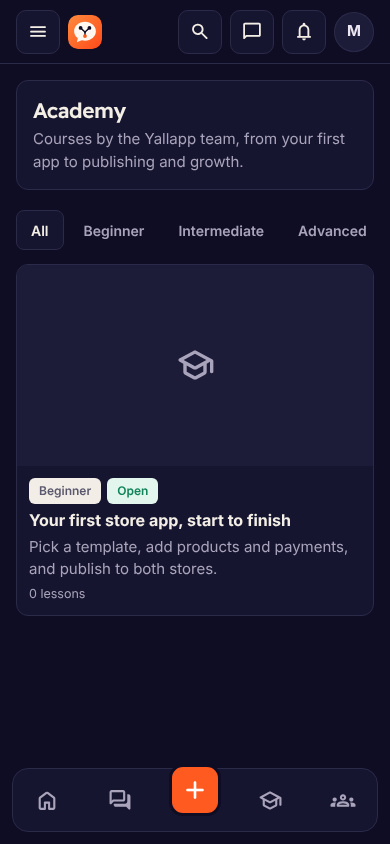 M
Academy
Courses by the Yallapp team, from your first
app to publishing and growth.
All
Beginner
Intermediate
Advanced
Beginner
Open
Your first store app, start to finish
Pick a template, add products and payments,
and publish to both stores.
0 lessons